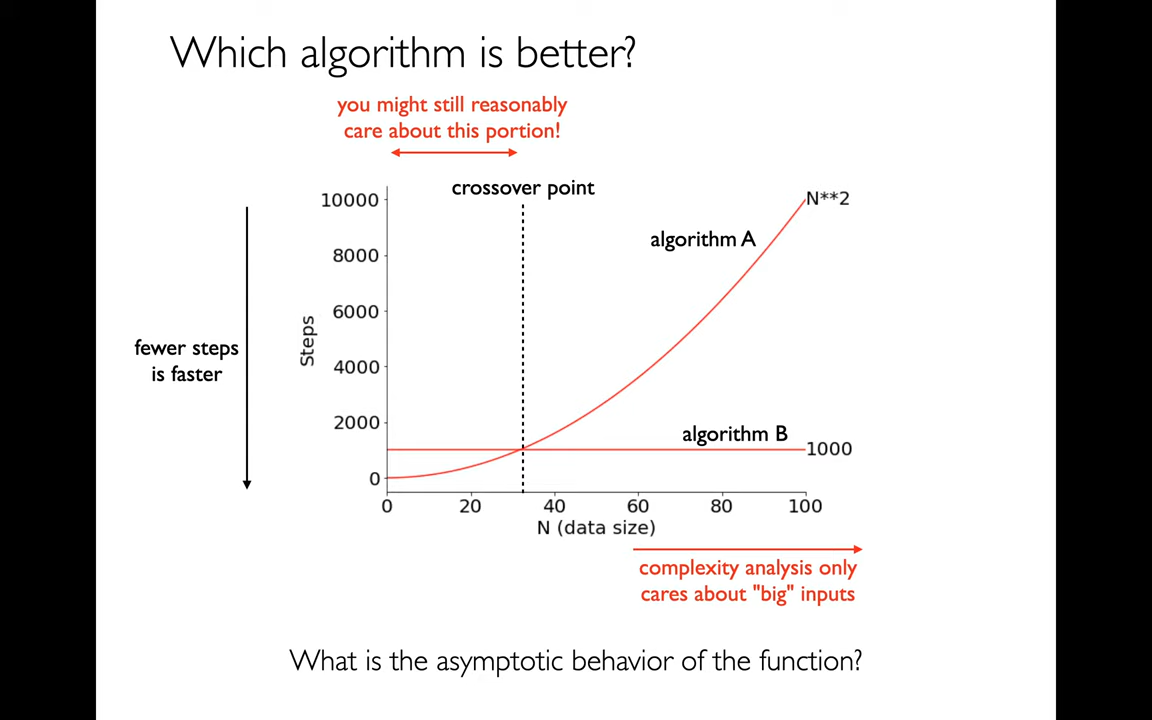 Which algorithm is better?
you might still reasonably
care about this portion!
crossover point
10000
8000
6000
4000
2000
0
Steps
fewer steps
is faster
N**2
algorithm A
algorithm B
1000
0 20 40 60 80 100
N (data size)
complexity analysis only
cares about "big" inputs
What is the asymptotic behavior of the function?